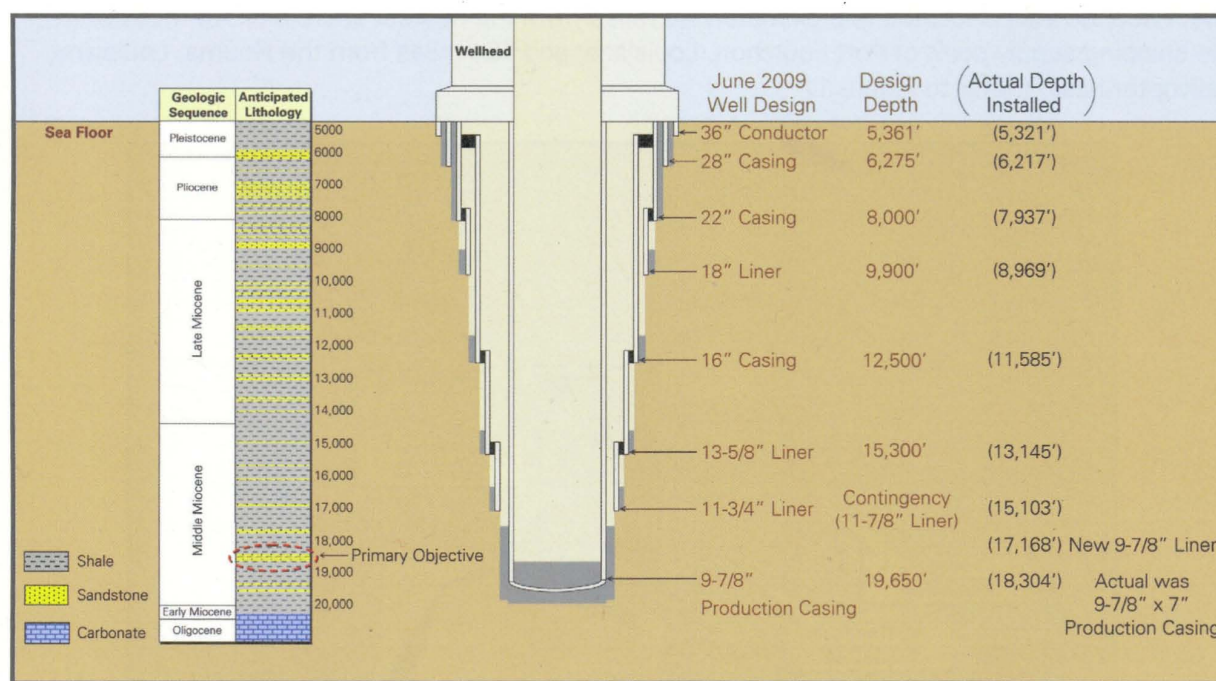 Wellhead
June 2009
Well Design
Design
Depth
(Actual Depth
Installed)
Geologic
Sequence
Anticipated
Lithology
Sea Floor
Pleistocene
Pliocene
Late Miocene
Middle Miocene
Early Miocene
Oligocene
5000
6000
7000
8000
9000
10,000
11,000
12,000
13,000
14,000
15,000
16,000
17,000
18,000
19,000
20,000
Primary Objective
Shale
Sandstone
Carbonate
36” Conductor 5,361’ (5,321’)
28” Casing 6,275’ (6,217’)
22” Casing 8,000’ (7,937’)
18” Liner 9,900’ (8,969’)
16” Casing 12,500’ (11,585’)
13-5/8” Liner 15,300’ (13,145’)
11-3/4” Liner Contingency (15,103’)
(11-7/8” Liner)
(17,168’) New 9-7/8” Liner
9-7/8” 19,650’ (18,304’) Actual was
Production Casing 9-7/8” x 7”
Production Casing